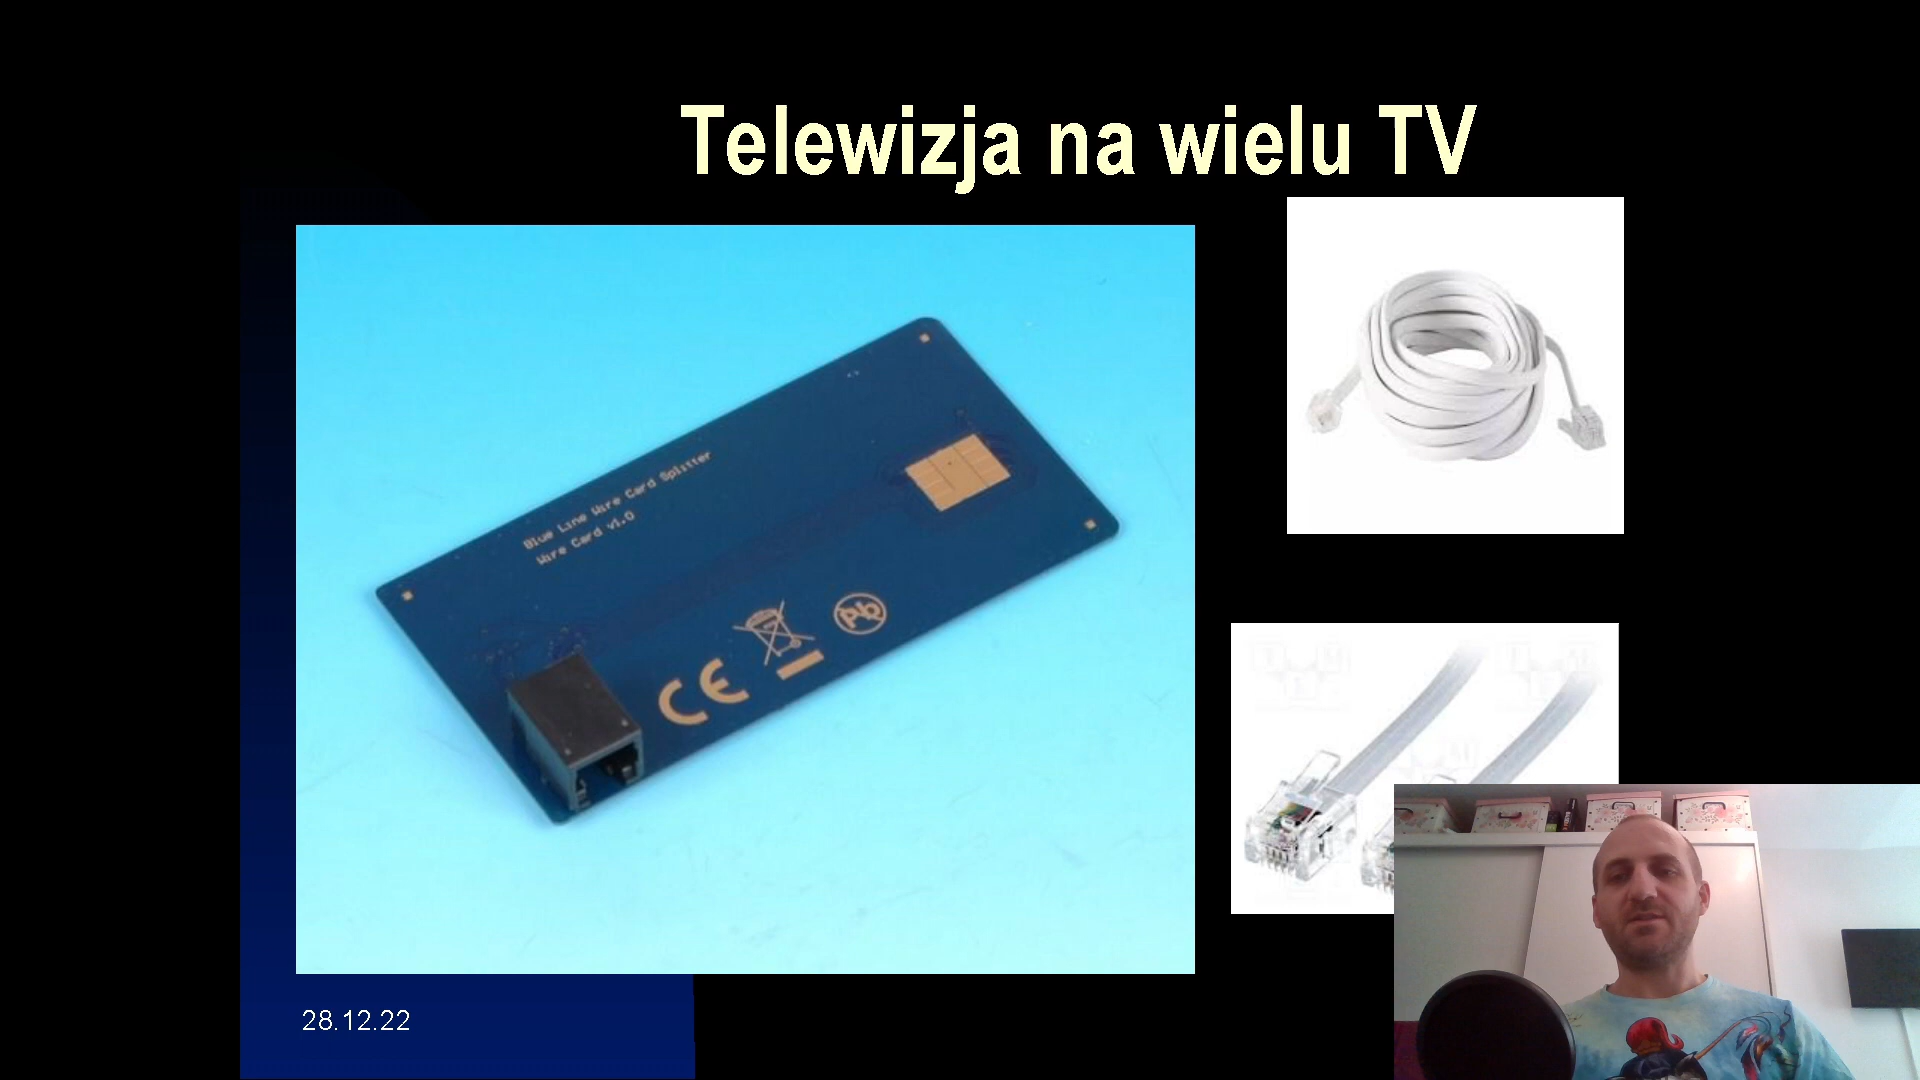 Telewizja na wielu TV
Blue Line Wire Card Splitter
Wire Card v1.0
CE
Pb
28.12.22